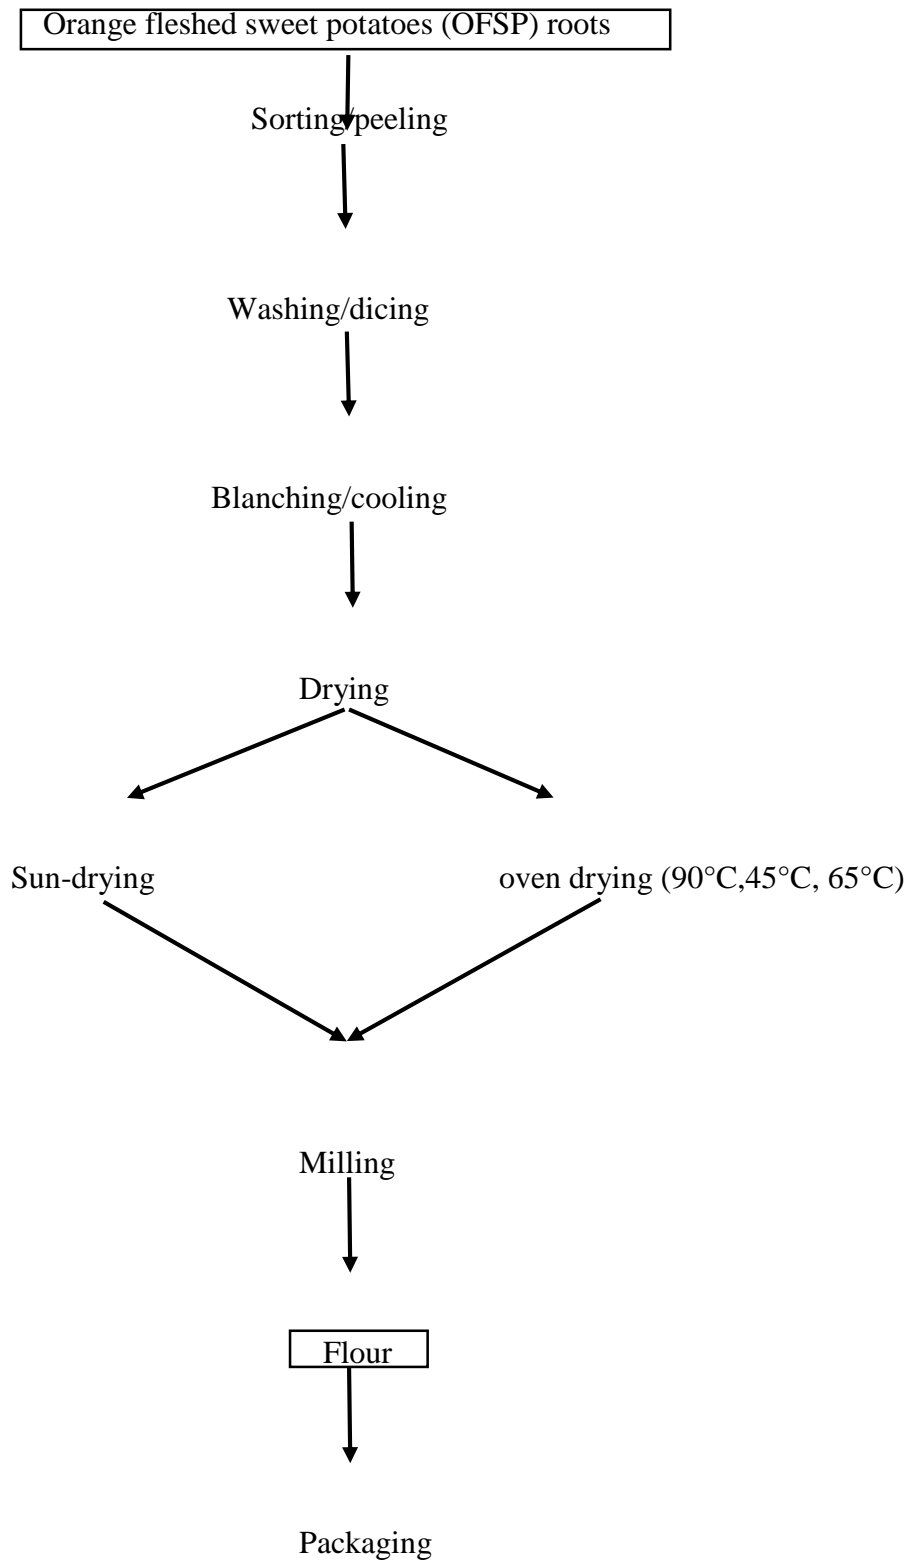 Orange fleshed sweet potatoes (OFSP) roots
Sorting/peeling
Washing/dicing
Blanching/cooling
Drying
Sun-drying
oven drying (90°C,45°C, 65°C)
Milling
Flour
Packaging